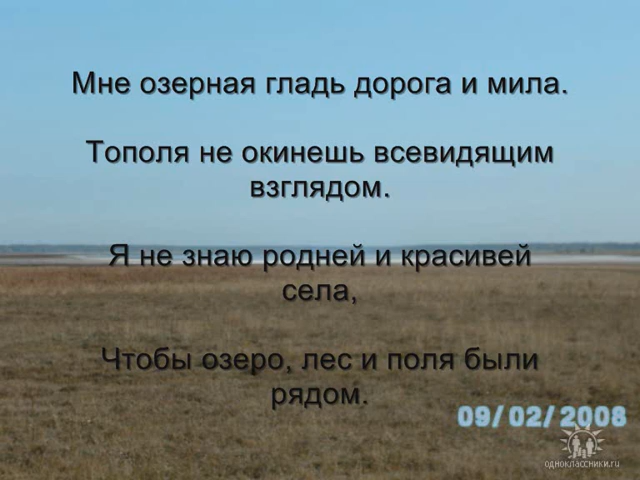 Мне озерная гладь дорога и мила.
Тополя не окинешь всевидящим
взглядом.
Я не знаю родней и красивей
села,
Чтобы озеро, лес и поля были
рядом.
09/02/2008
одноклассники.ru